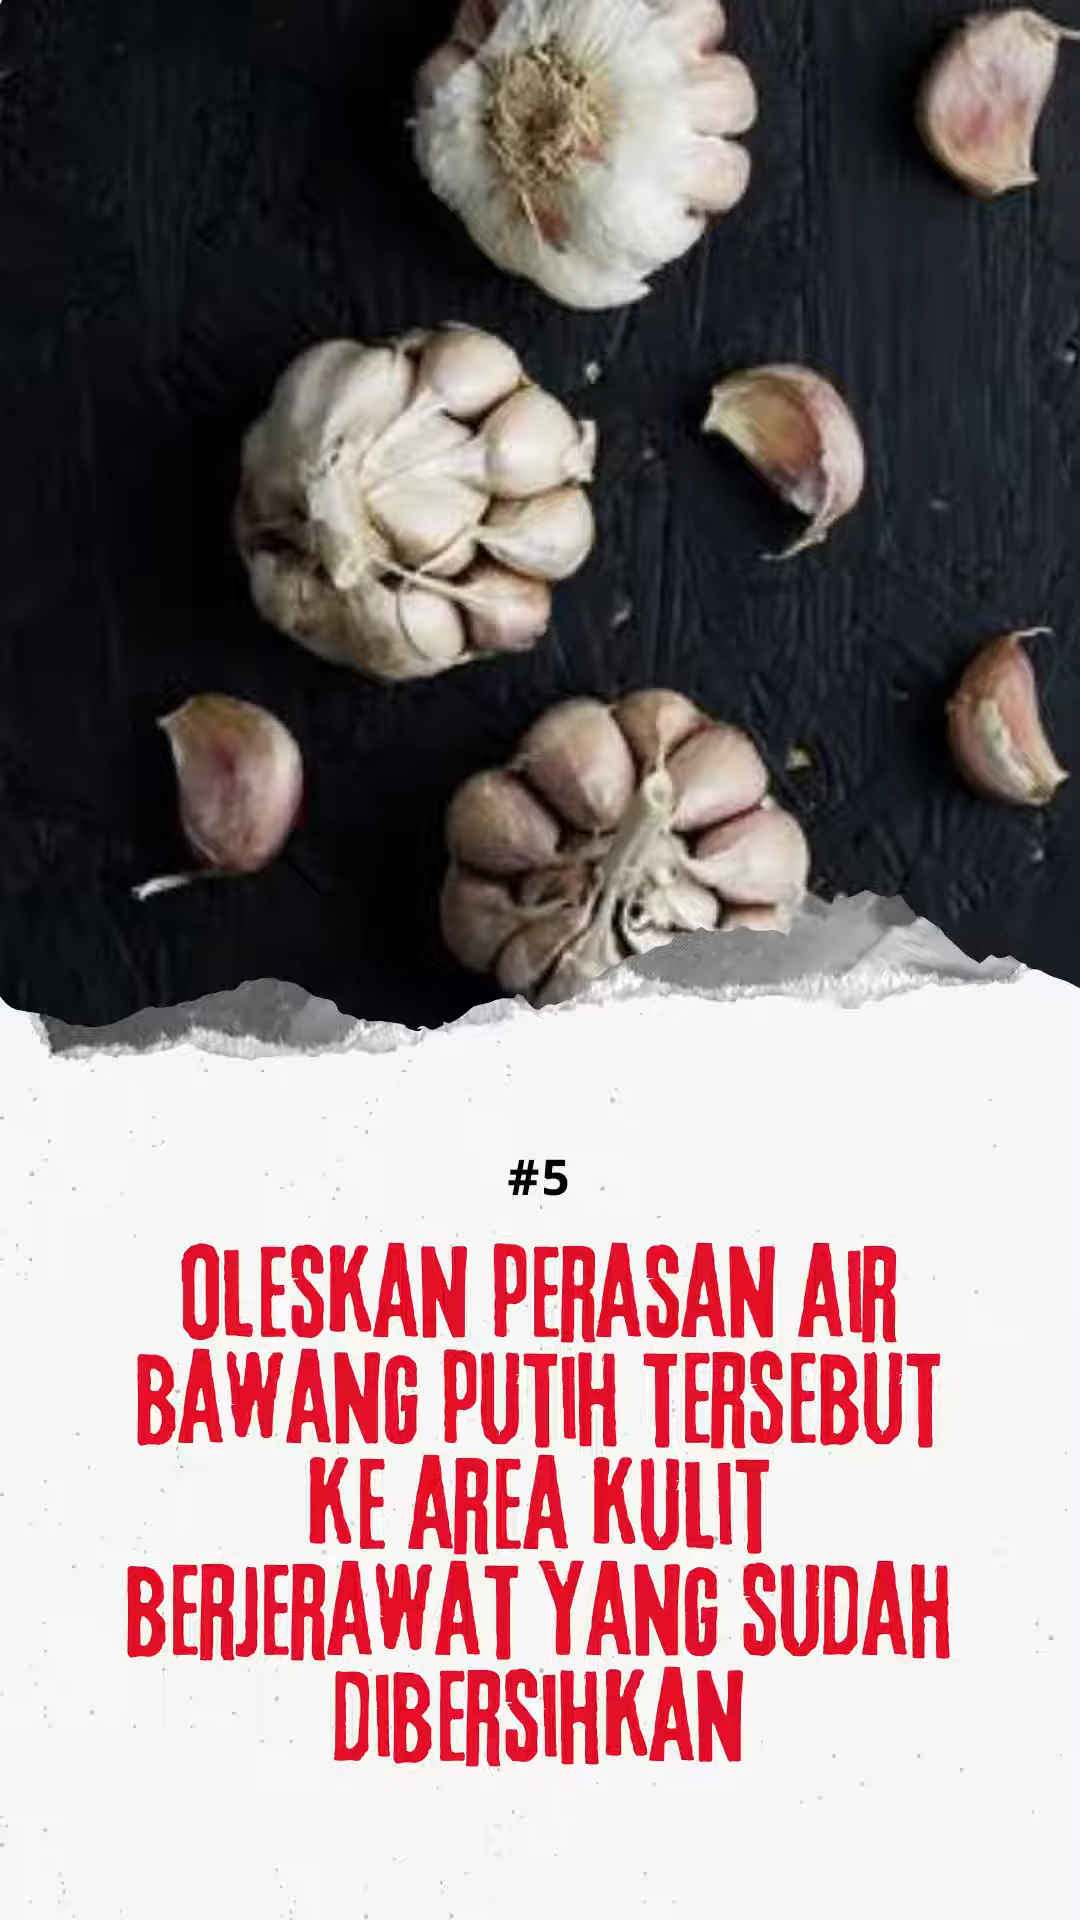 #5
OLESKAN PERASAN AIR
BAWANG PUTIH TERSEBUT
KE AREA KULIT
BERJERAWAT YANG SUDAH
DIBERSIHKAN